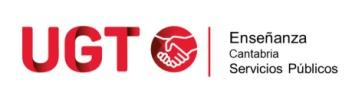 UGT
Enseñanza
Cantabria
Servicios Públicos